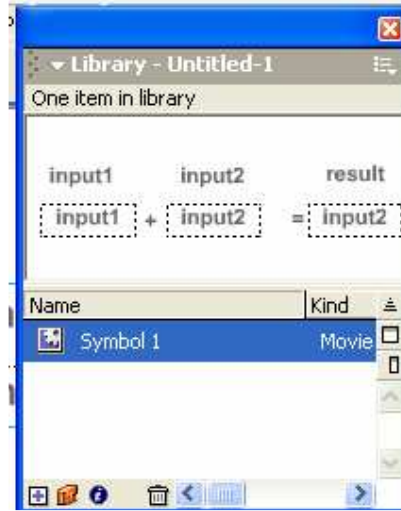 Library - Untitled-1
One item in library
input1 input2 result
input1 + input2 = input2
Name Kind
Symbol 1 Movie